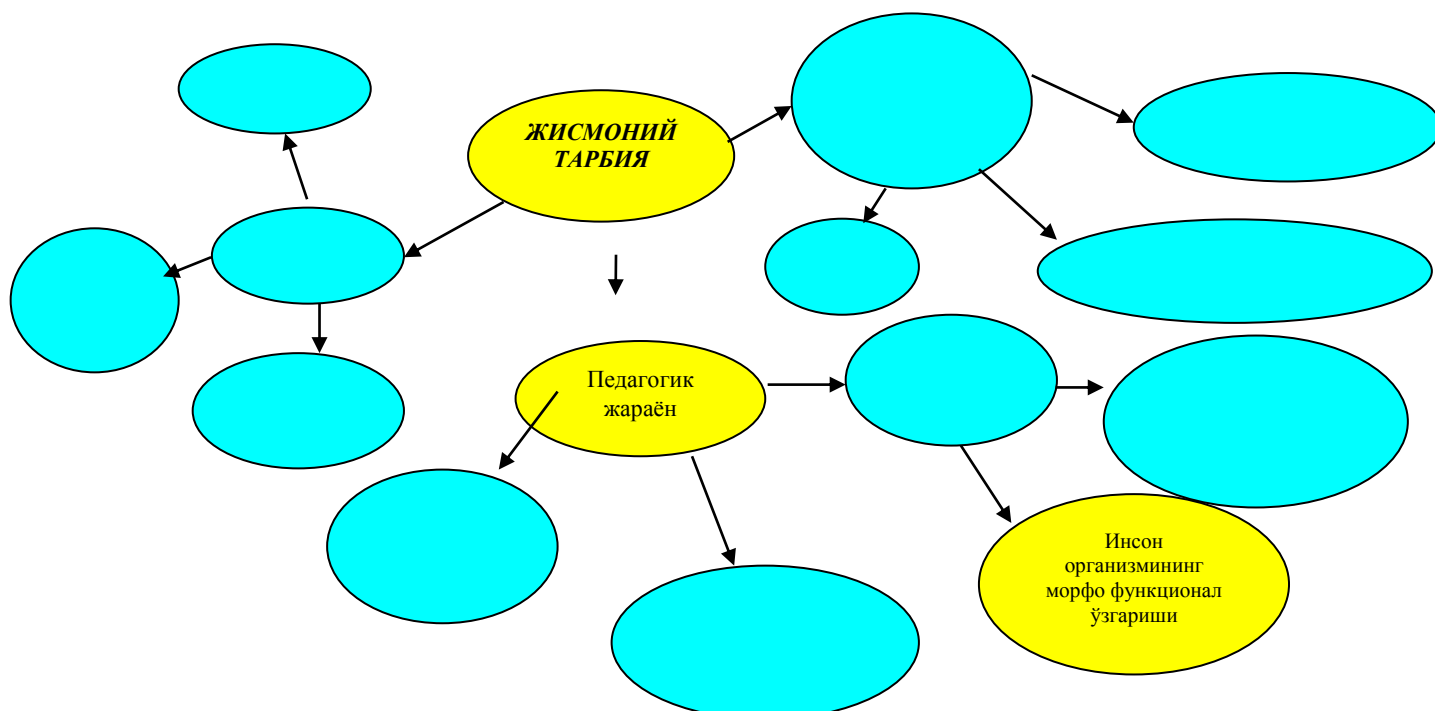 ЖИСМОНИЙ
ТАРБИЯ
Педагогик
жараён
Инсон
организмининг
морфо функционал
ўзгариши